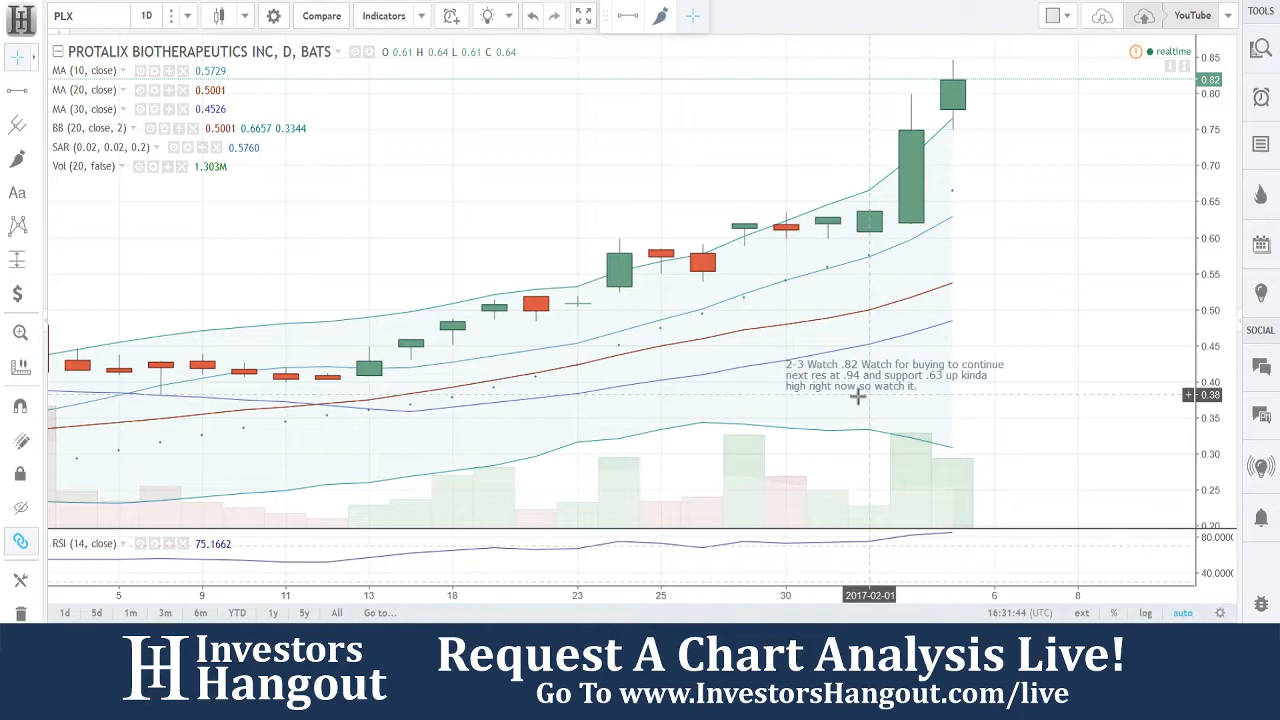 PLX
1D
Compare
Indicators
YouTube
TOOLS
PROTALIX BIOTHERAPEUTICS INC, D, BATS
O 0.61 H 0.64 L 0.61 C 0.64
realtime
MA (10, close) 0.5729
MA (20, close) 0.5001
MA (30, close) 0.4526
BB (20, close, 2) 0.5001 0.6657 0.3344
SAR (0.02, 0.02, 0.2) 0.5760
Vol (20, false) 1.303M
0.85
0.82
0.80
0.75
0.70
0.65
0.60
0.55
0.50
0.45
0.40
0.38
0.35
0.30
0.25
0.20
2-3 Watch .82 Watch for buying to continue
next res at .94 and support .63 up kinda
high right now so watch it.
SOCIAL
RSI (14, close) 75.1662
80.0000
40.0000
5 9 11 13 18 23 25 30 2017-02-01 6 8
1d 5d 1m 3m 6m YTD 1y 5y All Go to... 16:31:44 (UTC) ext % log auto
Investors
Hangout
Request A Chart Analysis Live!
Go To www.InvestorsHangout.com/live